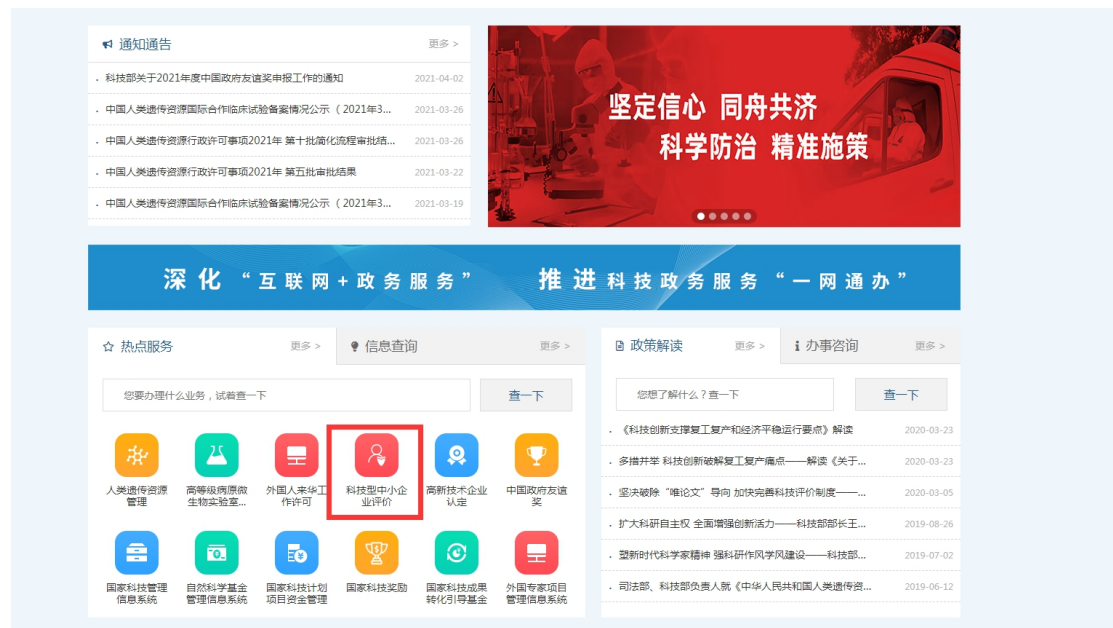 通知通告 更多 >
科技部关于2021年度中国政府友谊奖申报工作的通知 2021-04-02
中国人类遗传资源国际合作临床试验备案情况公示（2021年3... 2021-03-26
中国人类遗传资源行政许可事项2021年 第十批简化流程审批结... 2021-03-26
中国人类遗传资源行政许可事项2021年 第五批审批结果 2021-03-22
中国人类遗传资源国际合作临床试验备案情况公示（2021年3... 2021-03-19
坚定信心 同舟共济
科学防治 精准施策
深化“互联网+政务服务” 推进科技政务服务“一网通办”
热点服务 更多 > 信息查询 更多 >
您要办理什么业务，试着查一下 查一下
人类遗传资源
管理
高等级病原微
生物实验室...
外国人来华工
作许可
科技型中小企
业评价
高新技术企业
认定
中国政府友谊
奖
国家科技管理
信息系统
自然科学基金
管理信息系统
国家科技计划
项目资金管理
国家科技奖励
国家科技成果
转化引导基金
外国专家项目
管理信息系统
政策解读 更多 > 办事咨询 更多 >
您想了解什么？查一下 查一下
《科技创新支撑复工复产和经济平稳运行要点》解读 2020-03-23
多措并举 科技创新破解复工复产痛点——解读《关于... 2020-03-23
坚决破除“唯论文”导向 加快完善科技评价制度——... 2020-03-05
扩大科研自主权 全面增强创新活力——科技部部长王... 2019-08-26
塑新时代科学家精神 强科研作风学风建设——科技部... 2019-07-02
司法部、科技部负责人就《中华人民共和国人类遗传资... 2019-06-12